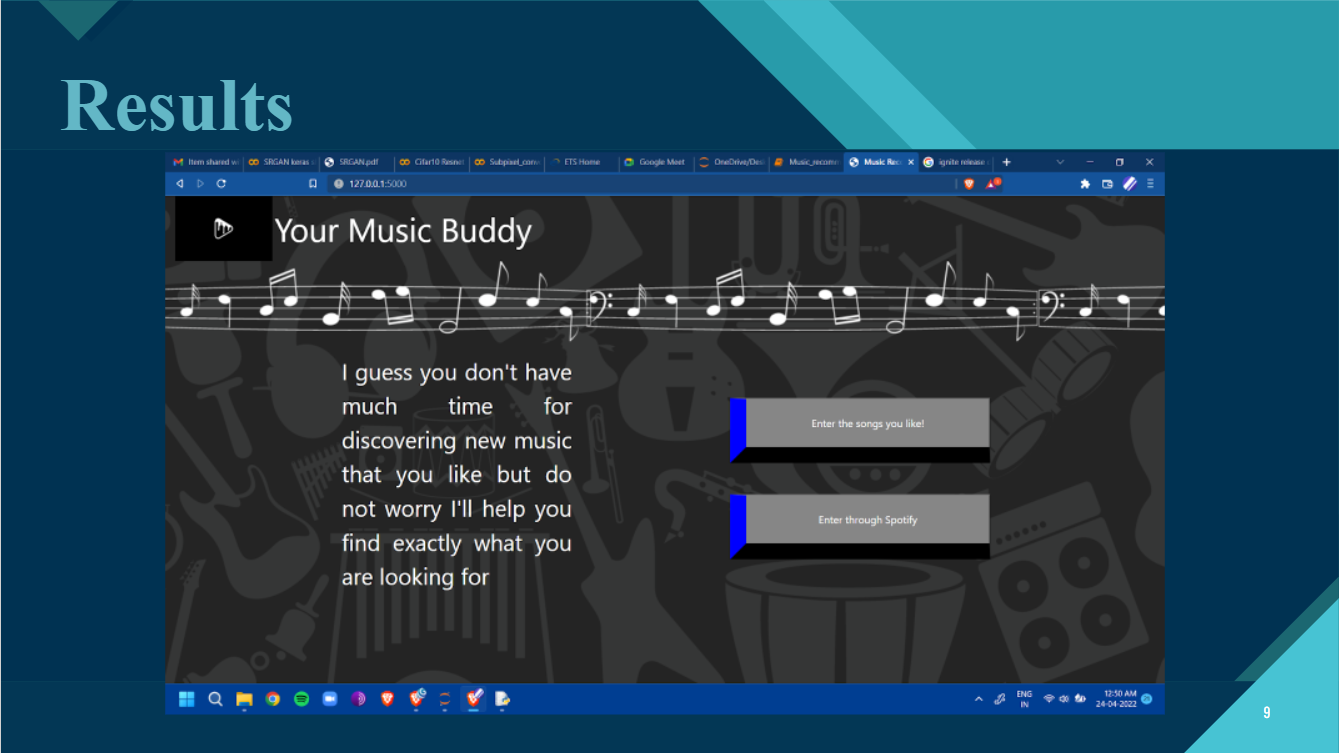 Results
Item shared wi
SRGAN keras
SRGAN.pdf
Cifar10 Resnet
Subpixel_conv
ETS Home
Google Meet
OneDrive/Des
Music_recomm
Music Rec
ignite release
127.0.0.1:5000
Your Music Buddy
I guess you don't have
much time for
discovering new music
that you like but do
not worry I'll help you
find exactly what you
are looking for
Enter the songs you like!
Enter through Spotify
ENG
IN
12:50 AM
24-04-2022
9